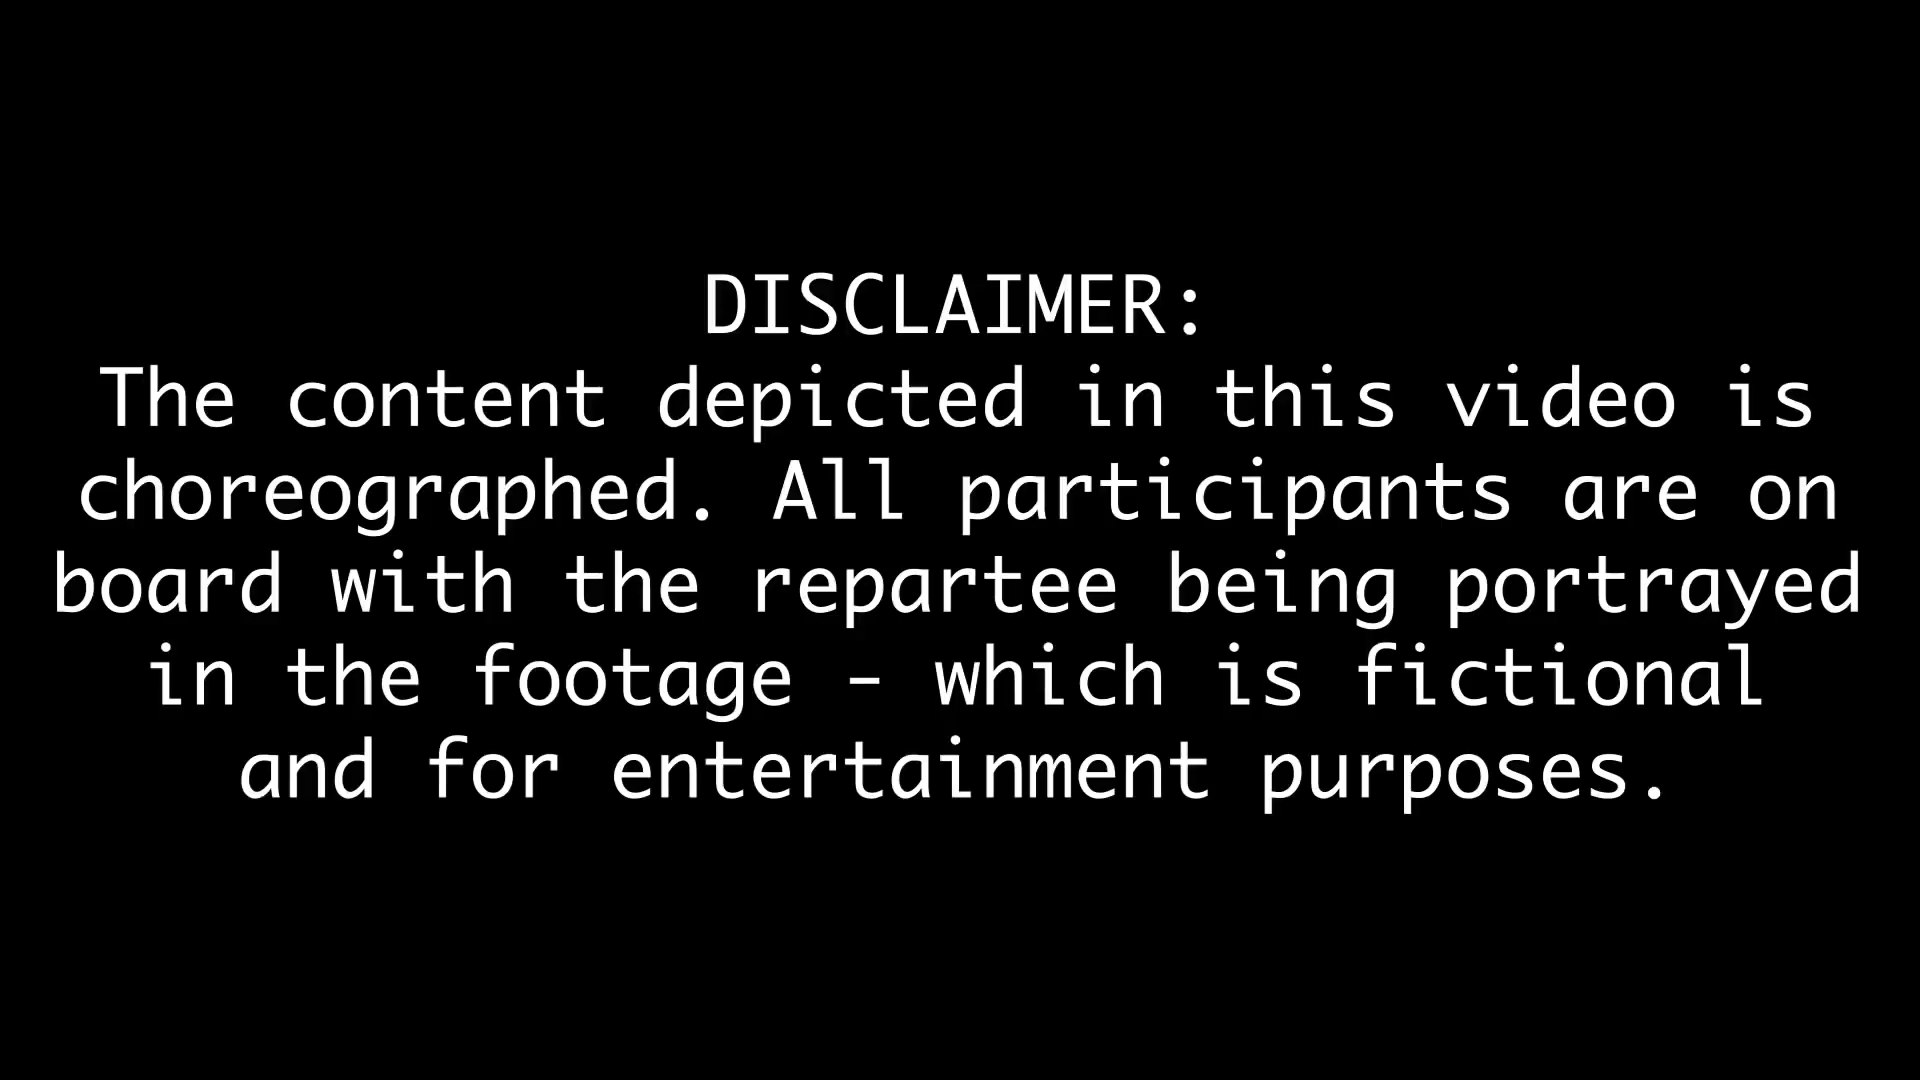 DISCLAIMER:
The content depicted in this video is
choreographed. All participants are on
board with the repartee being portrayed
in the footage - which is fictional
and for entertainment purposes.